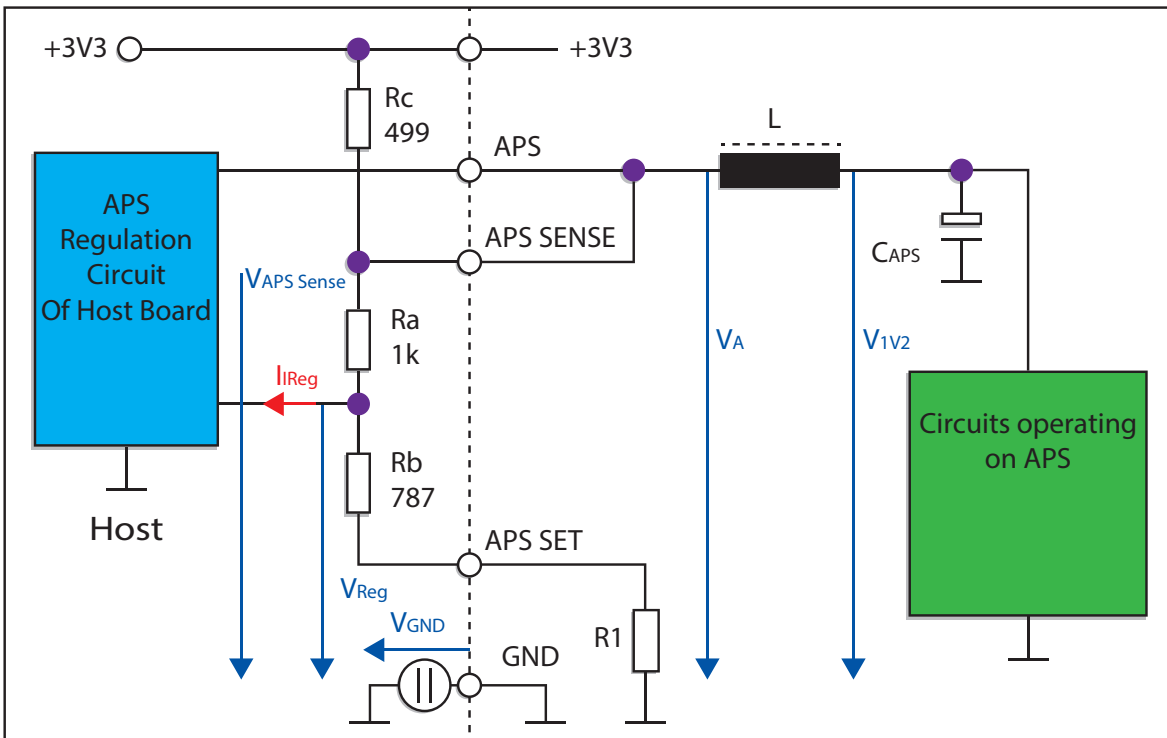 +3V3
+3V3
Rc
499
APS
L
APS
Regulation
Circuit
Of Host Board
APS SENSE
CAPS
VAPS Sense
Ra
1k
VA
V1V2
IIReg
Circuits operating
on APS
Rb
787
Host
APS SET
VReg
VGND
R1
GND